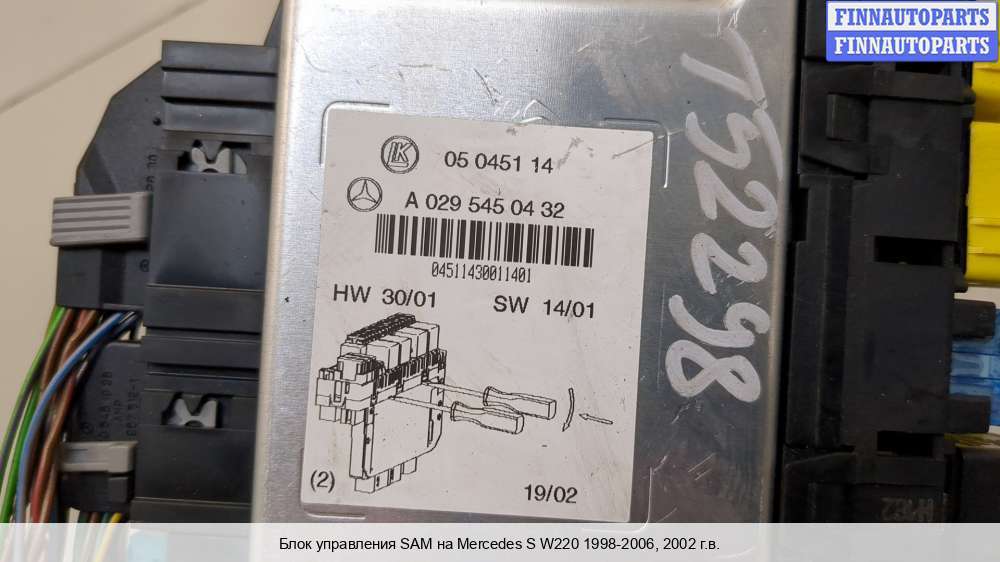 FINNAUTOPARTS
FINNAUTOPARTS
LK
05 0451 14
A 029 545 04 32
04511430011401
HW 30/01
SW 14/01
(2)
19/02
T52298
Блок управления SAM на Mercedes S W220 1998-2006, 2002 г.в.